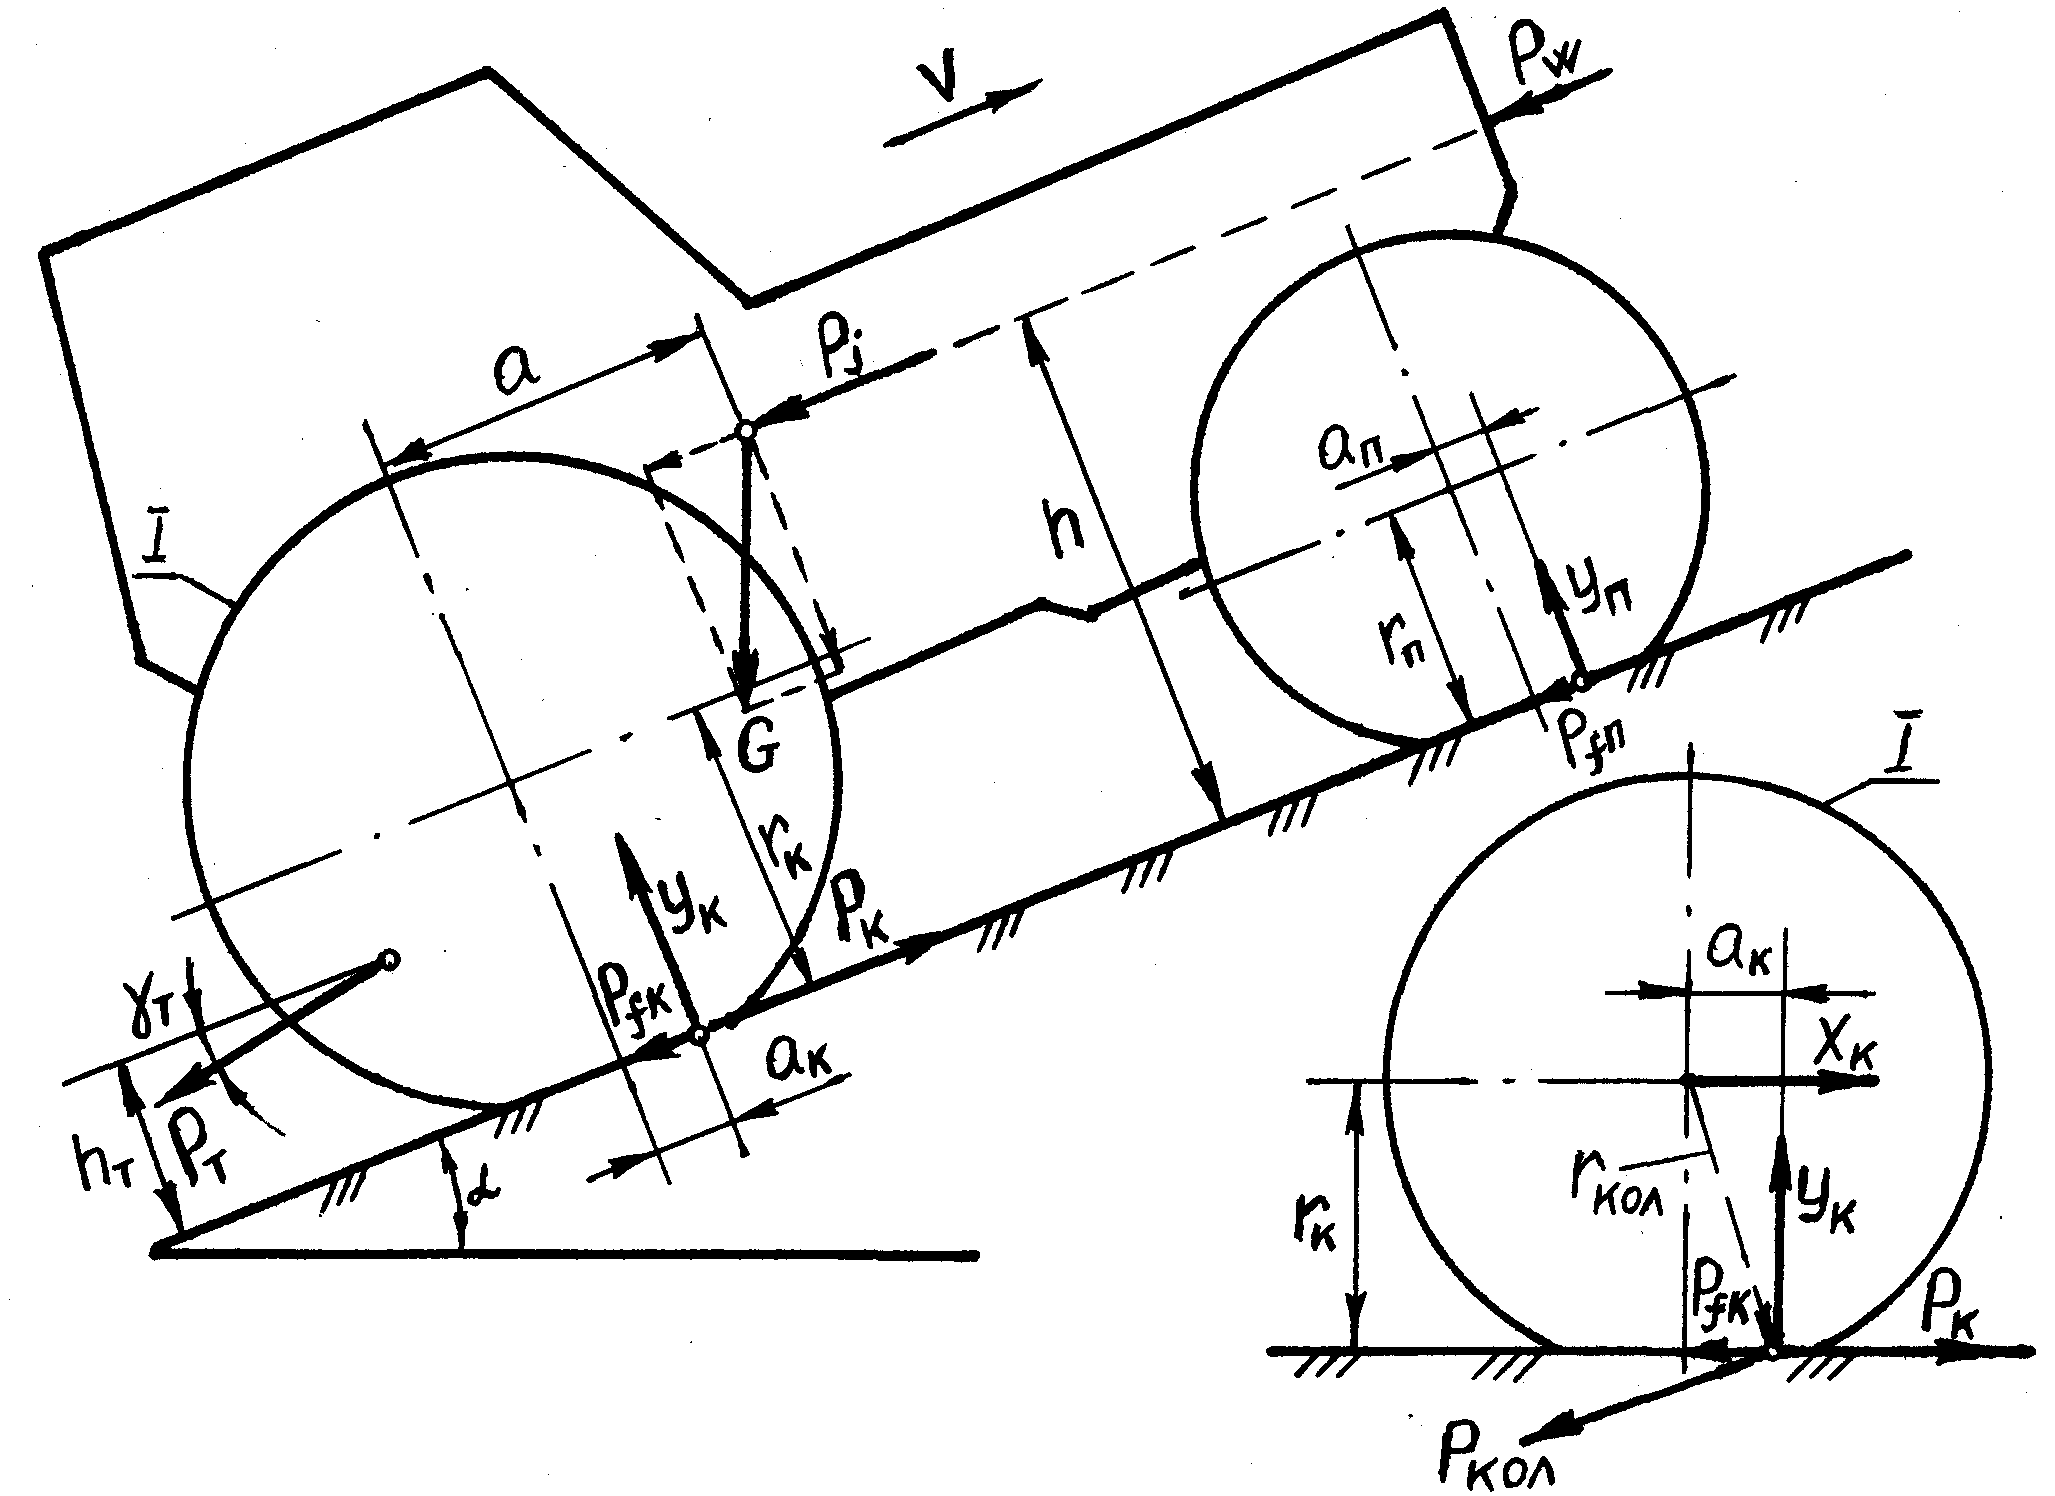 V
Pw
Pj
a
aп
I
h
yп
rп
Pfп
G
I
rк
yк
Pк
aк
γт
Pfк
Xк
aк
hт
Pт
α
rкол
yк
rк
Pfк
Pк
Pкол